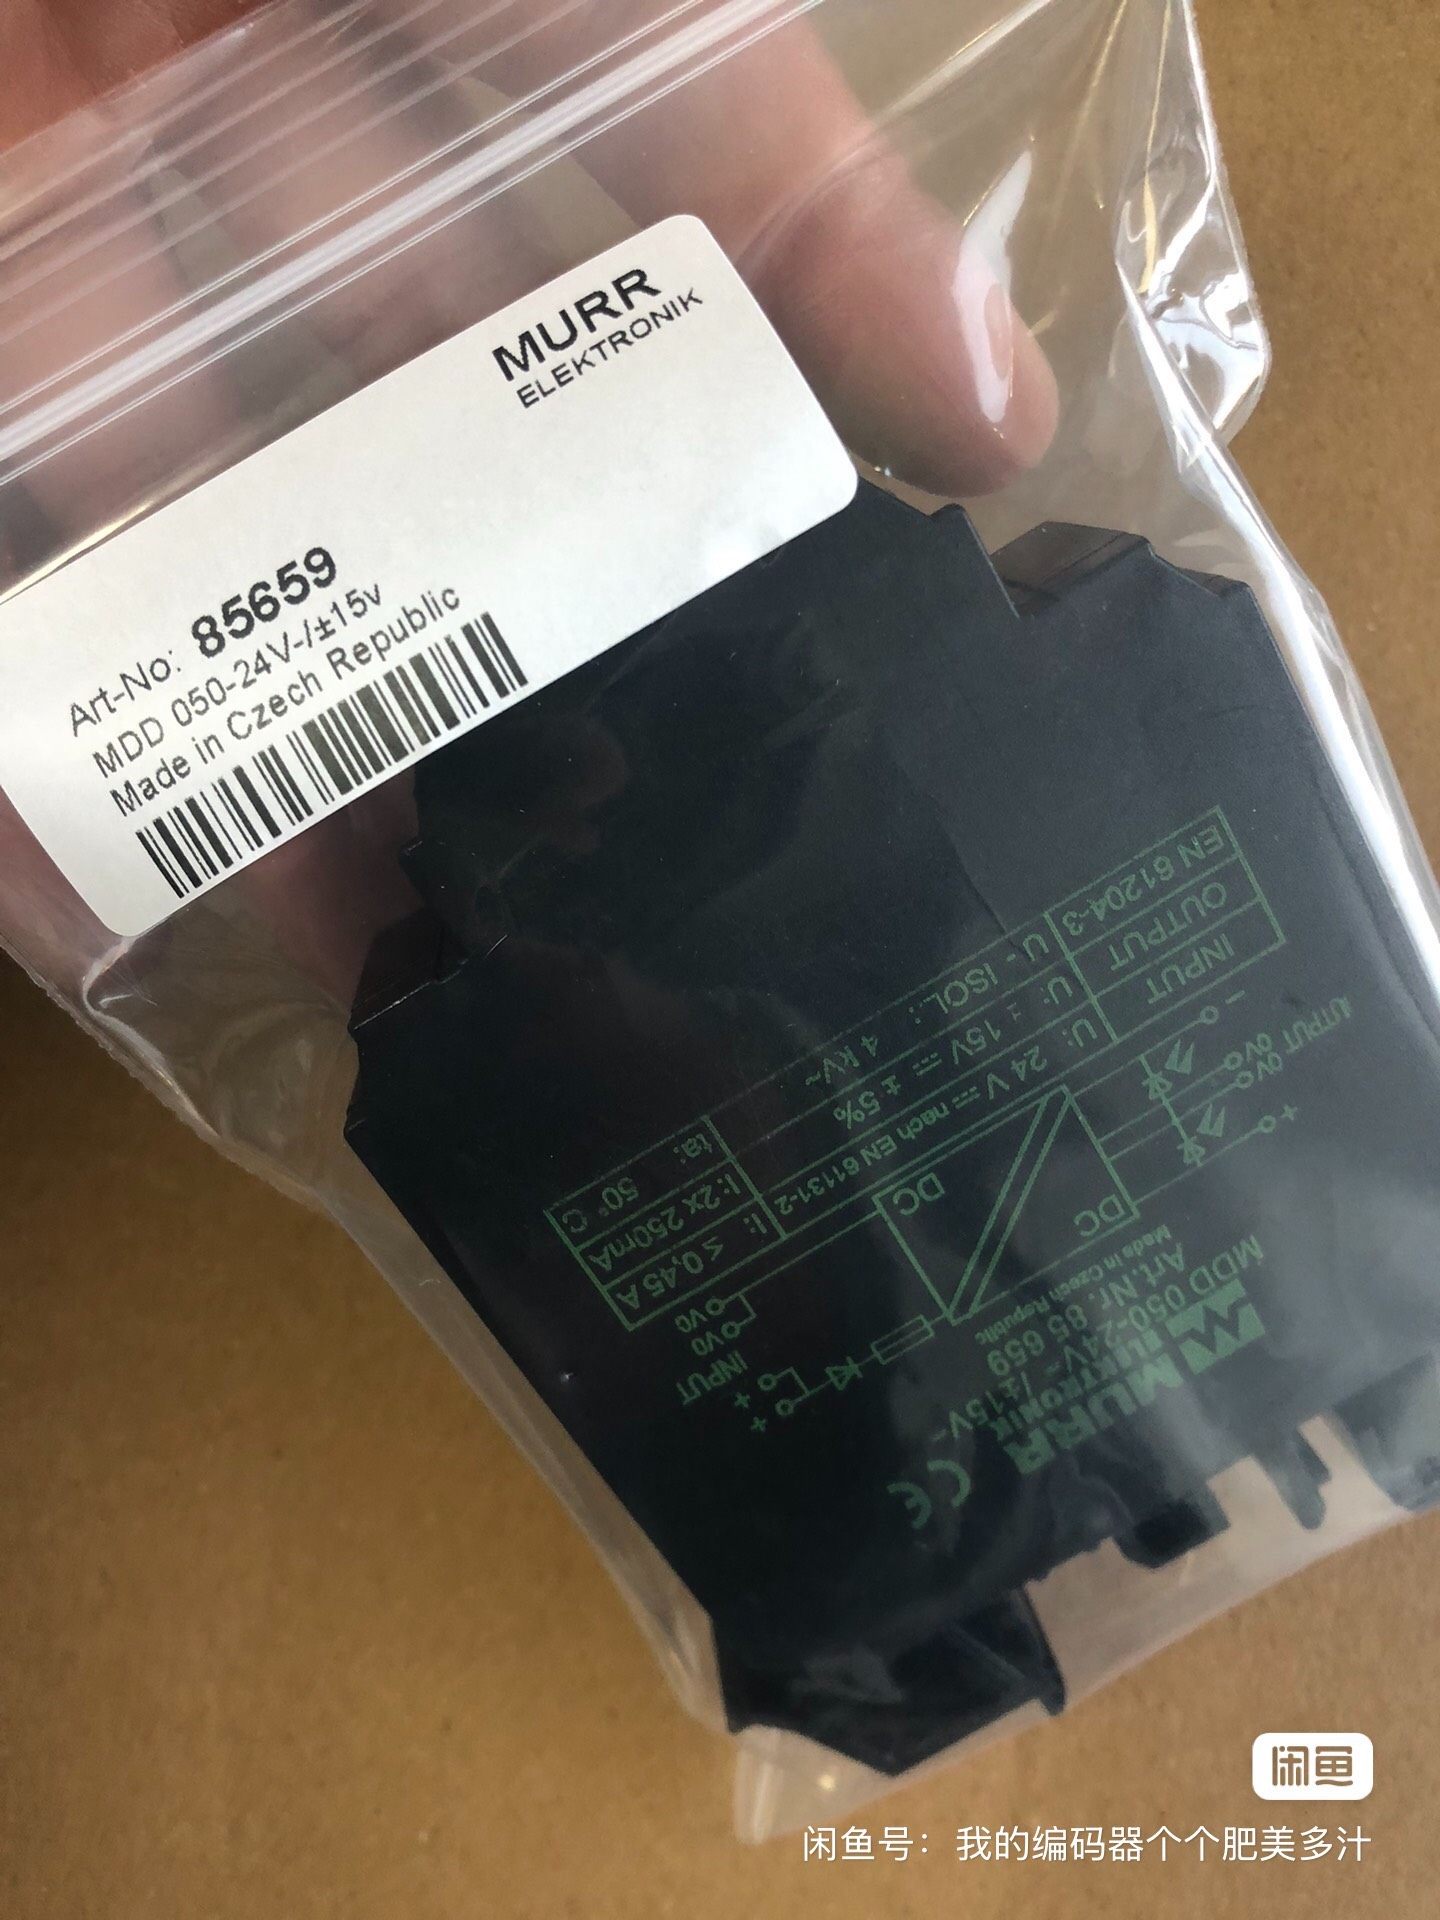 MURR
ELEKTRONIK
Art-No: 85659
MDD 050-24V-/±15v
Made in Czech Republic
MURR
ELEKTRONIK
MDD 050-24V⎓/±15V⎓
Art.Nr. 85 659
Made in Czech Republic
INPUT
+
+
0V0
0V0
DC
DC
OUTPUT
+
0V0
0V0
-
INPUT U: 24 V⎓ nach EN 61131-2 I: ≤ 0,45 A
OUTPUT U: ± 15V⎓ ± 5% I: 2x 250mA
EN 61204-3 U - ISOL.: 4 kV~ ta: 50° C
CE
闲鱼
闲鱼号：我的编码器个个肥美多汁